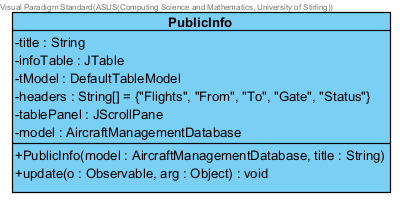 Visual Paradigm Standard(ASUS(Computing Science and Mathematics, University of Stirling))
PublicInfo
-title : String
-infoTable : JTable
-tModel : DefaultTableModel
-headers : String[] = {"Flights", "From", "To", "Gate", "Status"}
-tablePanel : JScrollPane
-model : AircraftManagementDatabase
+PublicInfo(model : AircraftManagementDatabase, title : String)
+update(o : Observable, arg : Object) : void